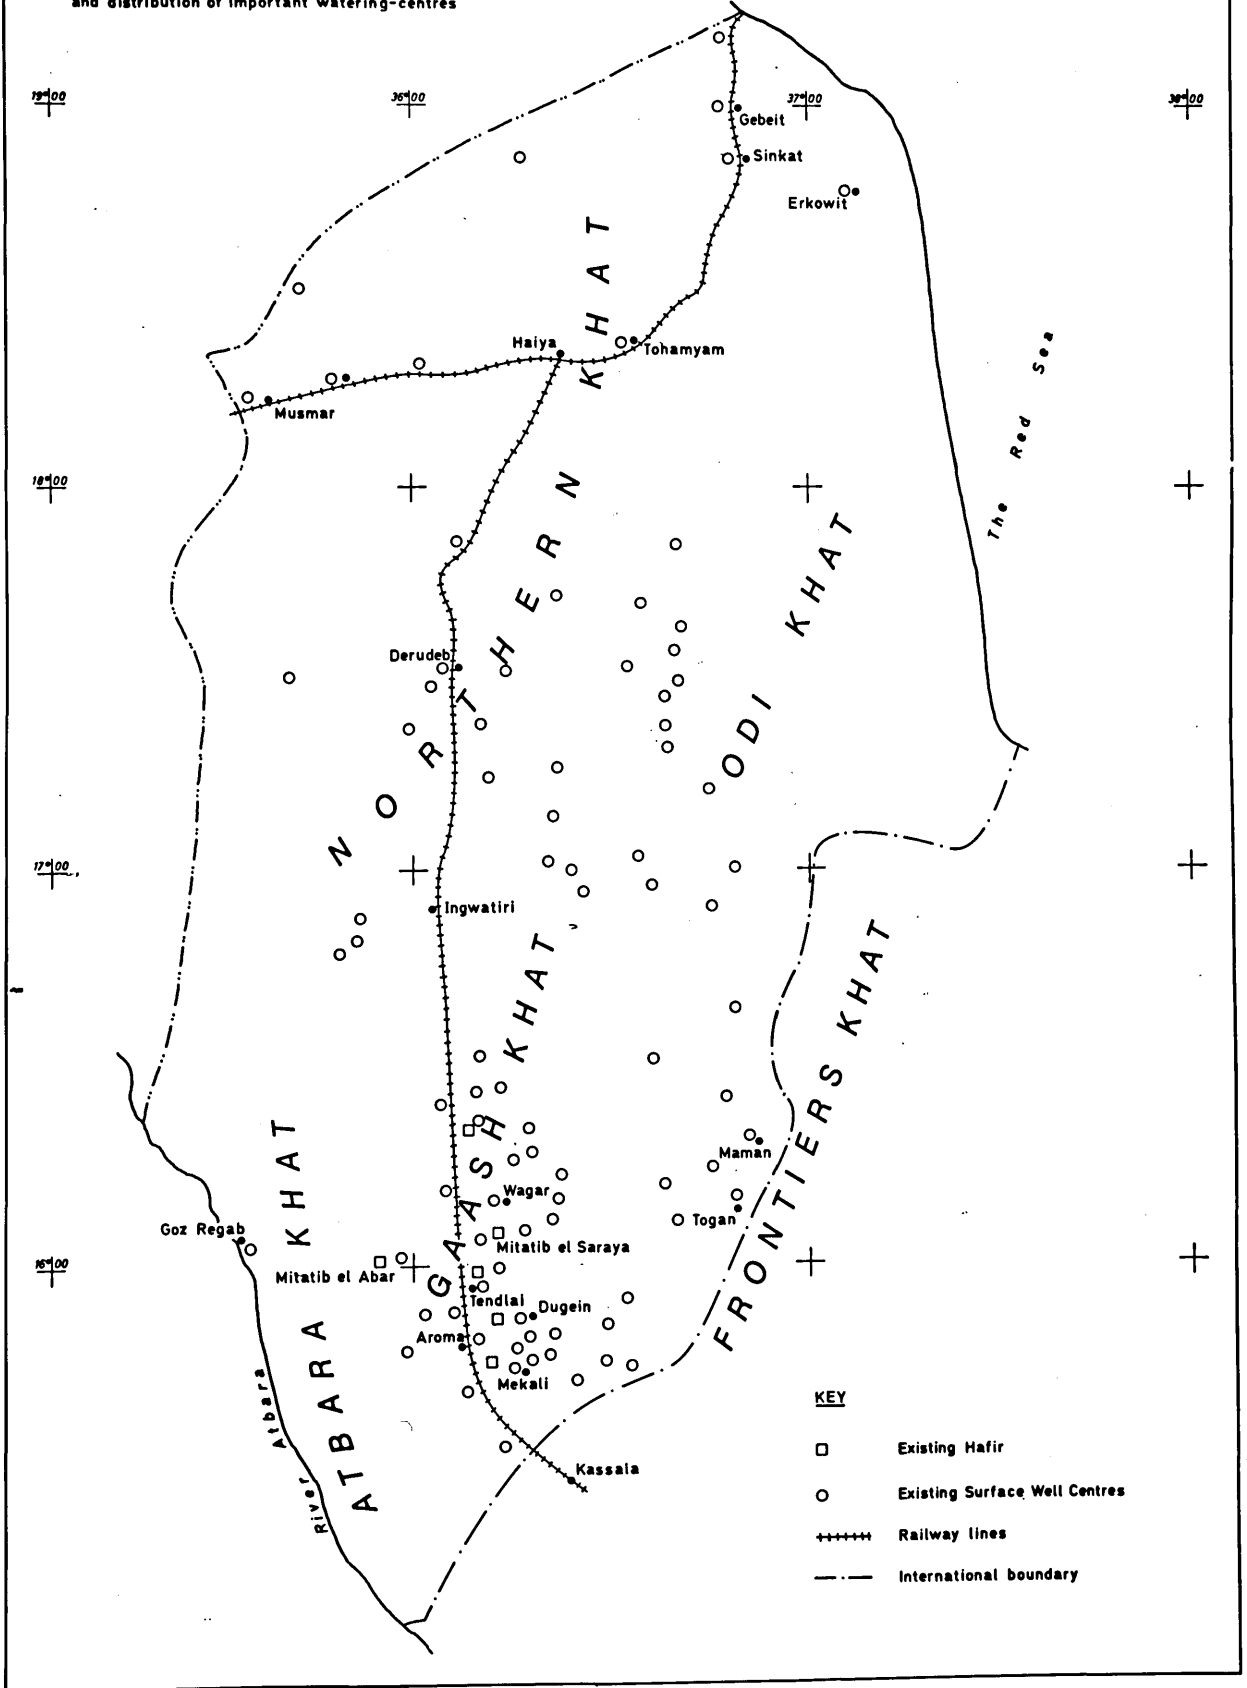 and distribution of important watering-centres
19°00
36°00
37°00
38°00
Gebeit
Sinkat
Erkowit
Haiya
Tohamyam
Musmar
18°00
The Red Sea
NORTHERN KHAT
ODI KHAT
Derudeb
17°00
Ingwatiri
GAASH KHAT
FRONTIERS KHAT
Maman
Wagar
Togan
ATBARA KHAT
Goz Regab
Mitatib el Saraya
16°00
Mitatib el Abar
Tendlai
Dugein
Aroma
Mekali
River Atbara
Kassala
KEY
Existing Hafir
Existing Surface Well Centres
Railway lines
International boundary